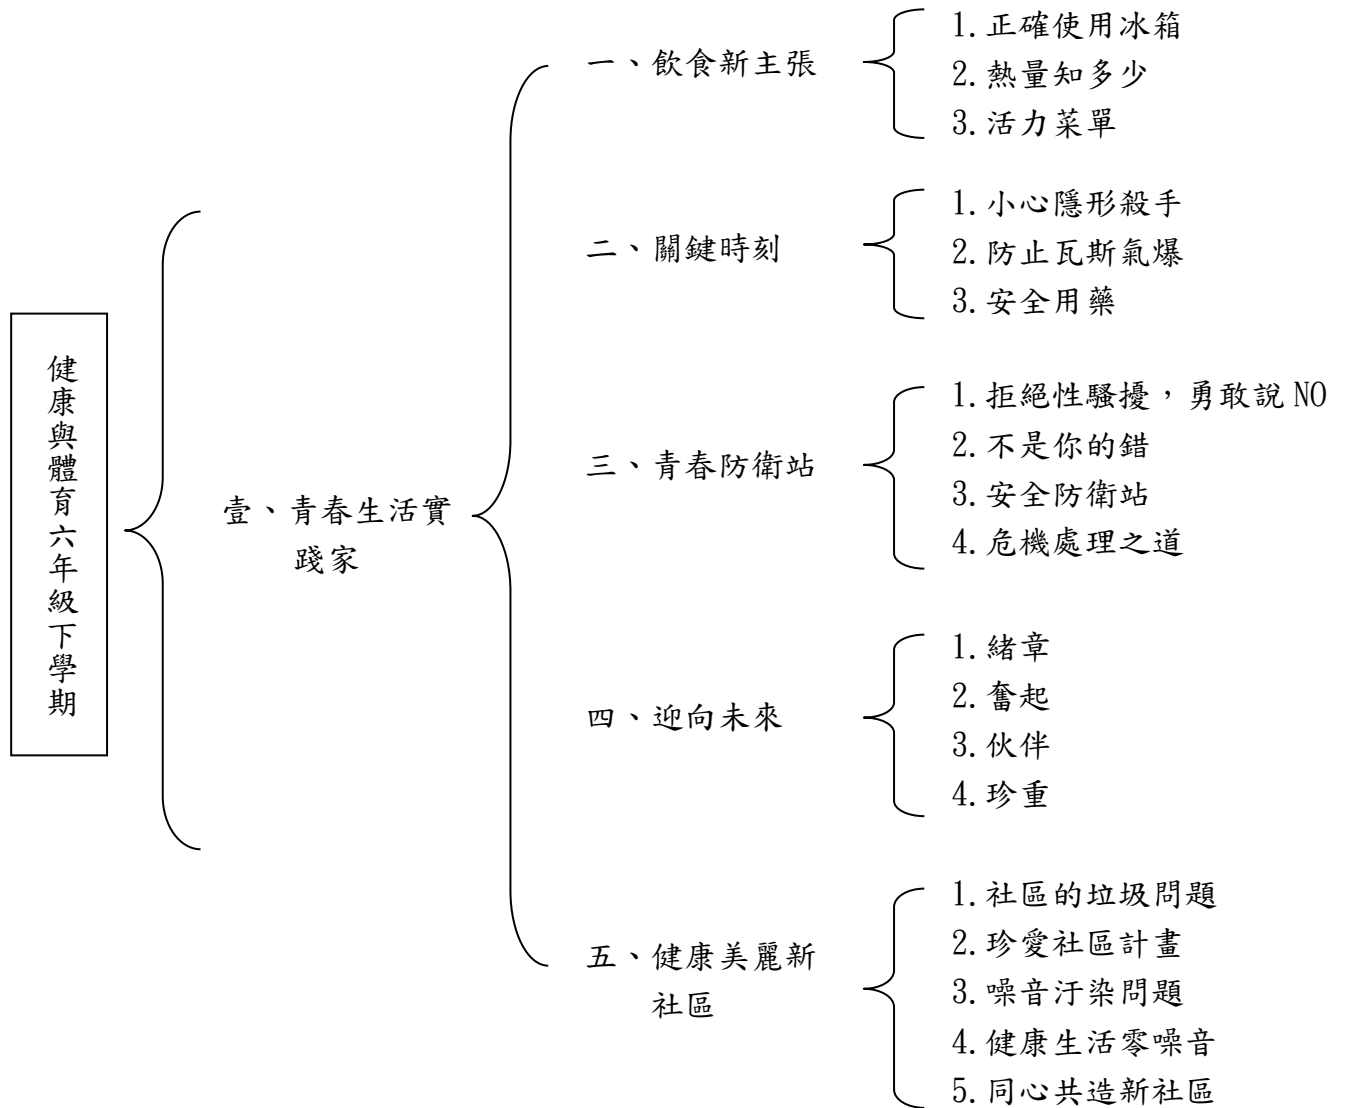 健康與體育六年級下學期
壹、青春生活實
踐家
一、飲食新主張
1.正確使用冰箱
2.熱量知多少
3.活力菜單
二、關鍵時刻
1.小心隱形殺手
2.防止瓦斯氣爆
3.安全用藥
三、青春防衛站
1.拒絕性騷擾，勇敢說 NO
2.不是你的錯
3.安全防衛站
4.危機處理之道
四、迎向未來
1.緒章
2.奮起
3.伙伴
4.珍重
五、健康美麗新
社區
1.社區的垃圾問題
2.珍愛社區計畫
3.噪音汙染問題
4.健康生活零噪音
5.同心共造新社區